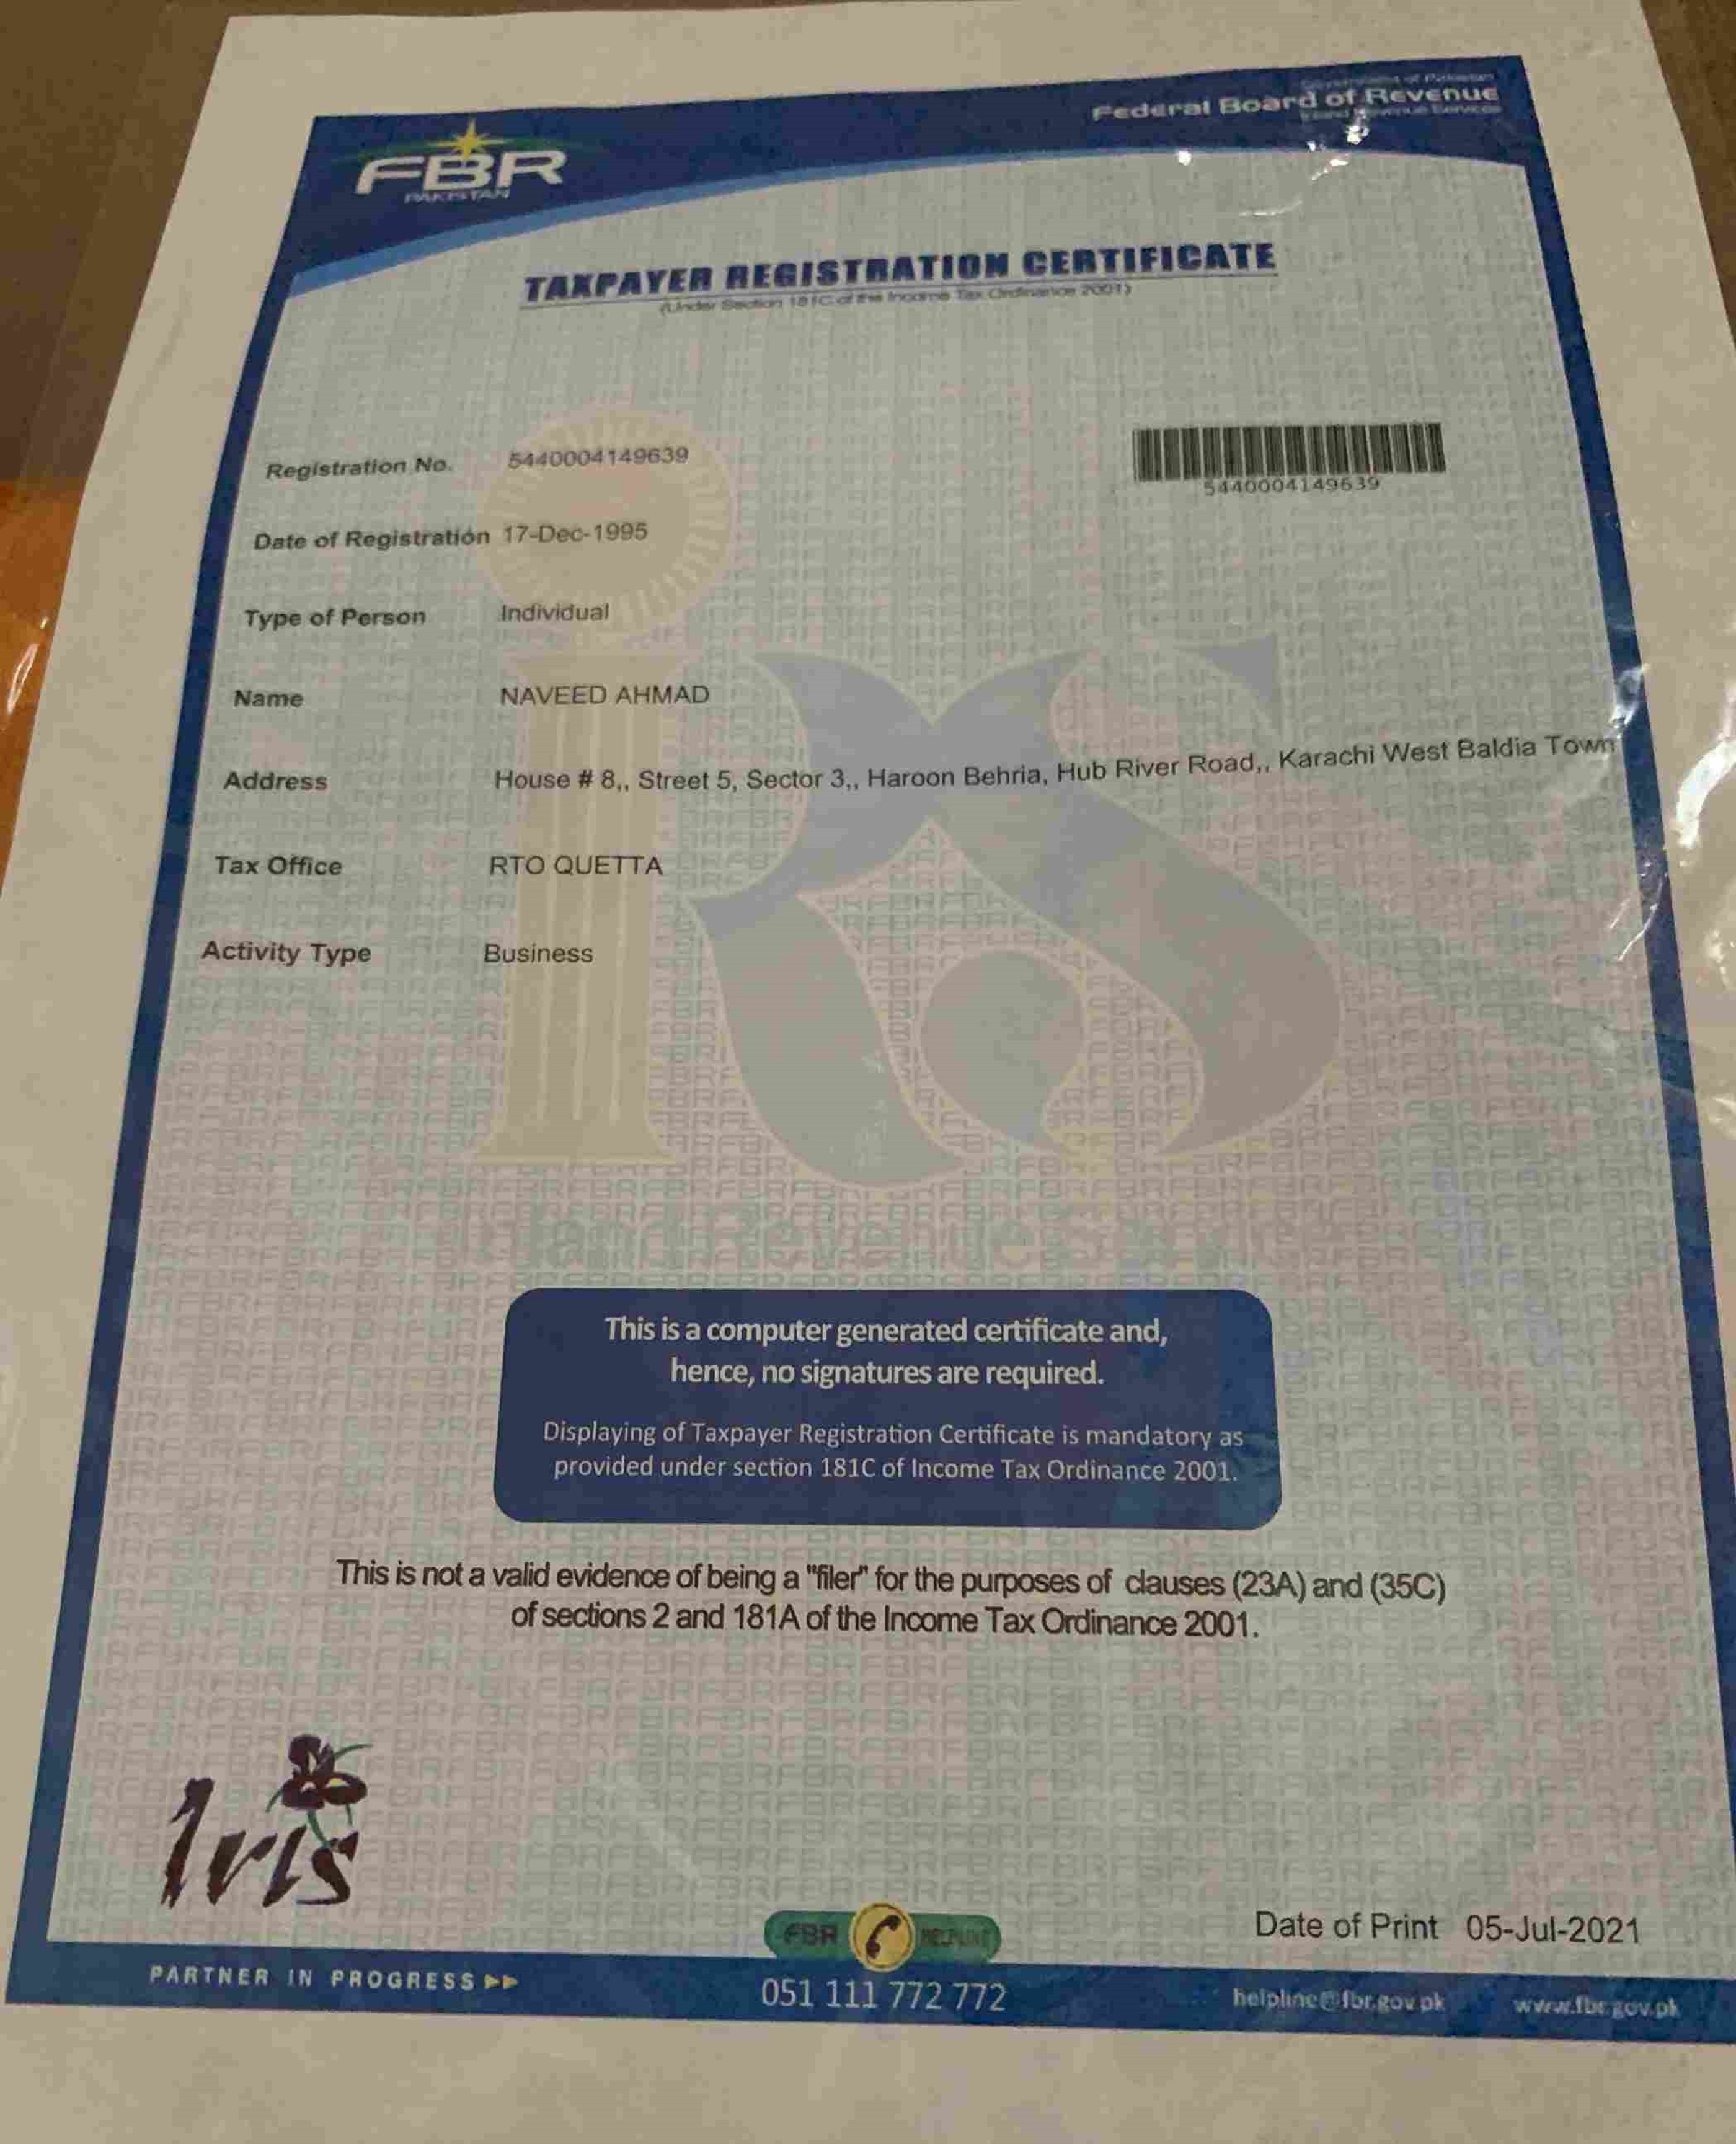 Government of Pakistan
Federal Board of Revenue
Inland Revenue Services
FBR
PAKISTAN
TAXPAYER REGISTRATION CERTIFICATE
(Under Section 181C of the Income Tax Ordinance 2001)
Registration No. 5440004149639
5440004149639
Date of Registration 17-Dec-1995
Type of Person Individual
Name NAVEED AHMAD
Address House # 8,, Street 5, Sector 3,, Haroon Behria, Hub River Road,, Karachi West Baldia Town
Tax Office RTO QUETTA
Activity Type Business
IRS
Inland Revenue Service
This is a computer generated certificate and,
hence, no signatures are required.
Displaying of Taxpayer Registration Certificate is mandatory as
provided under section 181C of Income Tax Ordinance 2001.
This is not a valid evidence of being a "filer" for the purposes of clauses (23A) and (35C)
of sections 2 and 181A of the Income Tax Ordinance 2001.
Iris
FBR HELPLINE
Date of Print 05-Jul-2021
PARTNER IN PROGRESS
051 111 772 772
helpline@fbr.gov.pk www.fbr.gov.pk